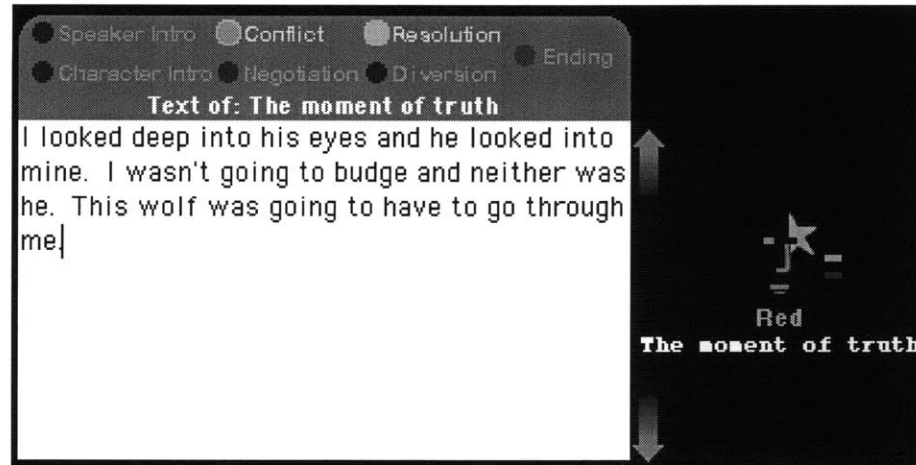 Speaker Intro Conflict Resolution
Ending
Character Intro Negotiation Diversion
Text of: The moment of truth
I looked deep into his eyes and he looked into
mine. I wasn't going to budge and neither was
he. This wolf was going to have to go through
me.
Red
The moment of truth